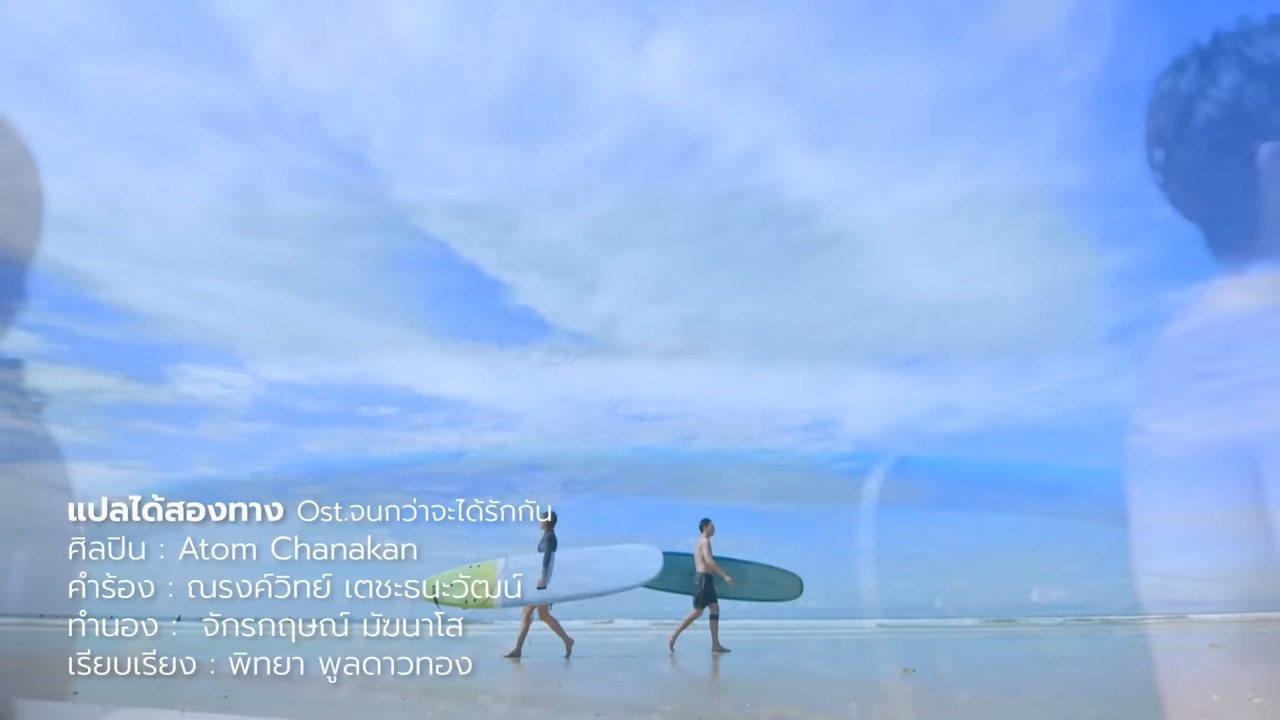 แปลได้สองทาง Ost.จนกว่าจะได้รักกัน
ศิลปิน : Atom Chanakan
คำร้อง : ณรงค์วิทย์ เตชะธนะวัฒน์
ทำนอง : จักรกฤษณ์ มัฆนาโส
เรียบเรียง : พิทยา พูลดาวทอง